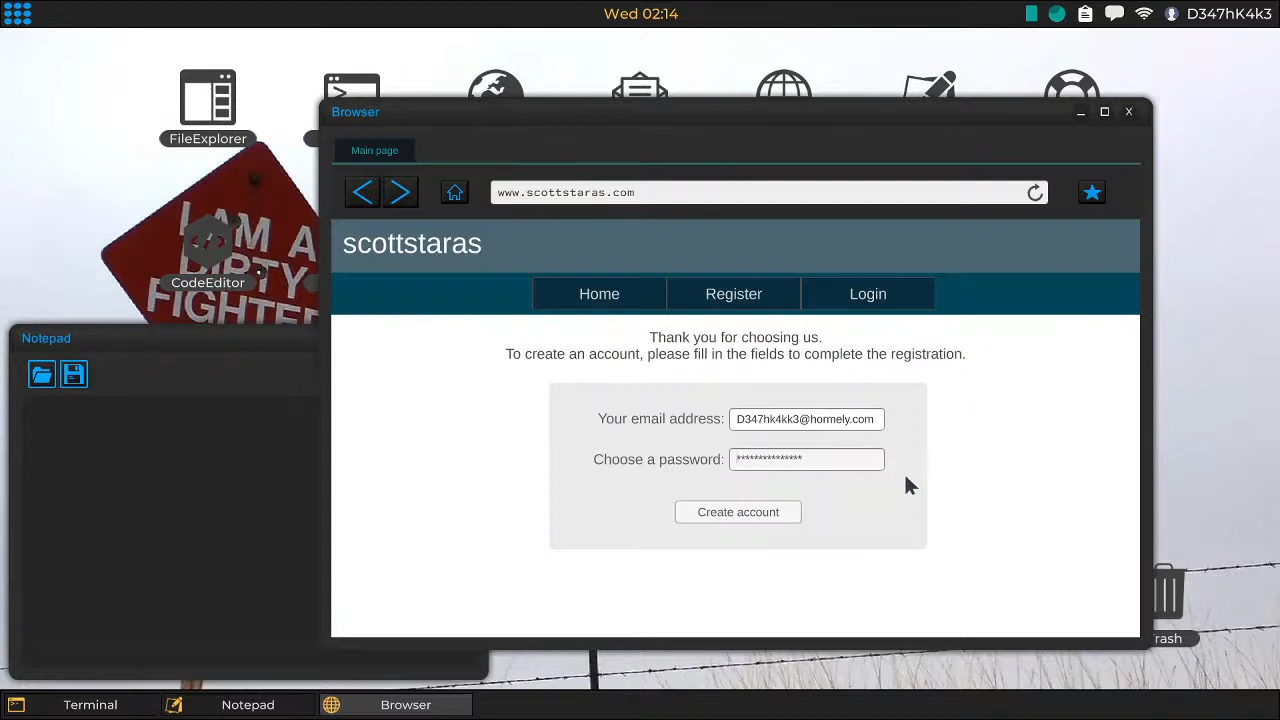 Wed 02:14
D347hK4k3
FileExplorer
I AM A
DIRTY
FIGHTER
CodeEditor
Browser
Main page
www.scottstaras.com
scottstaras
Home
Register
Login
Thank you for choosing us.
To create an account, please fill in the fields to complete the registration.
Your email address: D347hk4kk3@hormely.com
Choose a password: ***************
Create account
Notepad
Trash
Terminal
Notepad
Browser